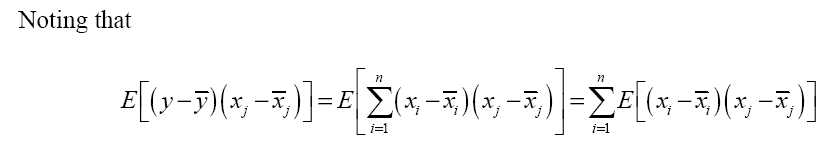 Noting that
E[(y − y̅)(x_j − x̅_j)] = E[∑_{i=1}^{n}(x_i − x̅_i)(x_j − x̅_j)] = ∑_{i=1}^{n}E[(x_i − x̅_i)(x_j − x̅_j)]